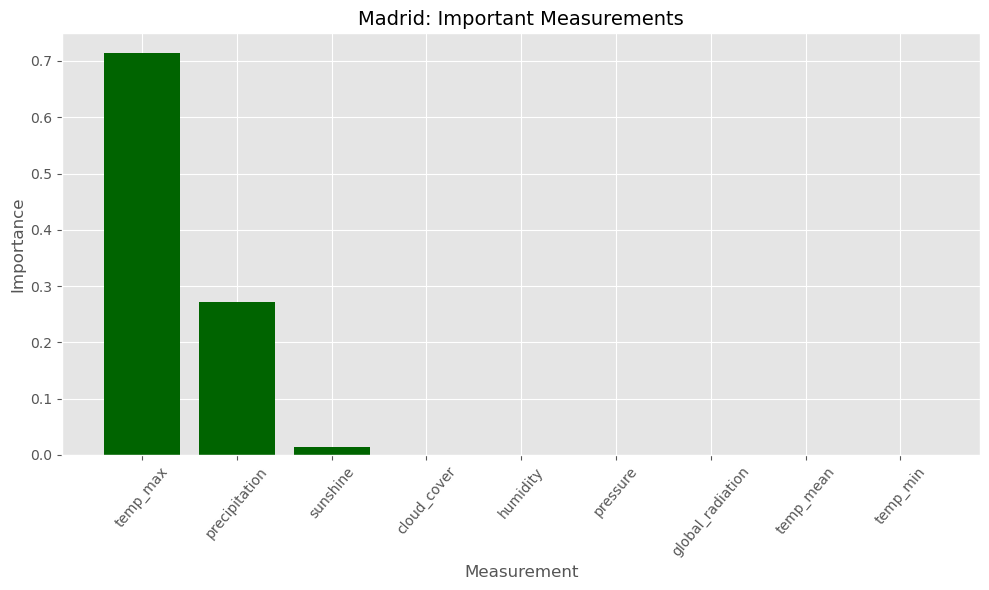 Madrid: Important Measurements
Importance
0.7
0.6
0.5
0.4
0.3
0.2
0.1
0.0
temp_max
precipitation
sunshine
cloud_cover
humidity
pressure
global_radiation
temp_mean
temp_min
Measurement